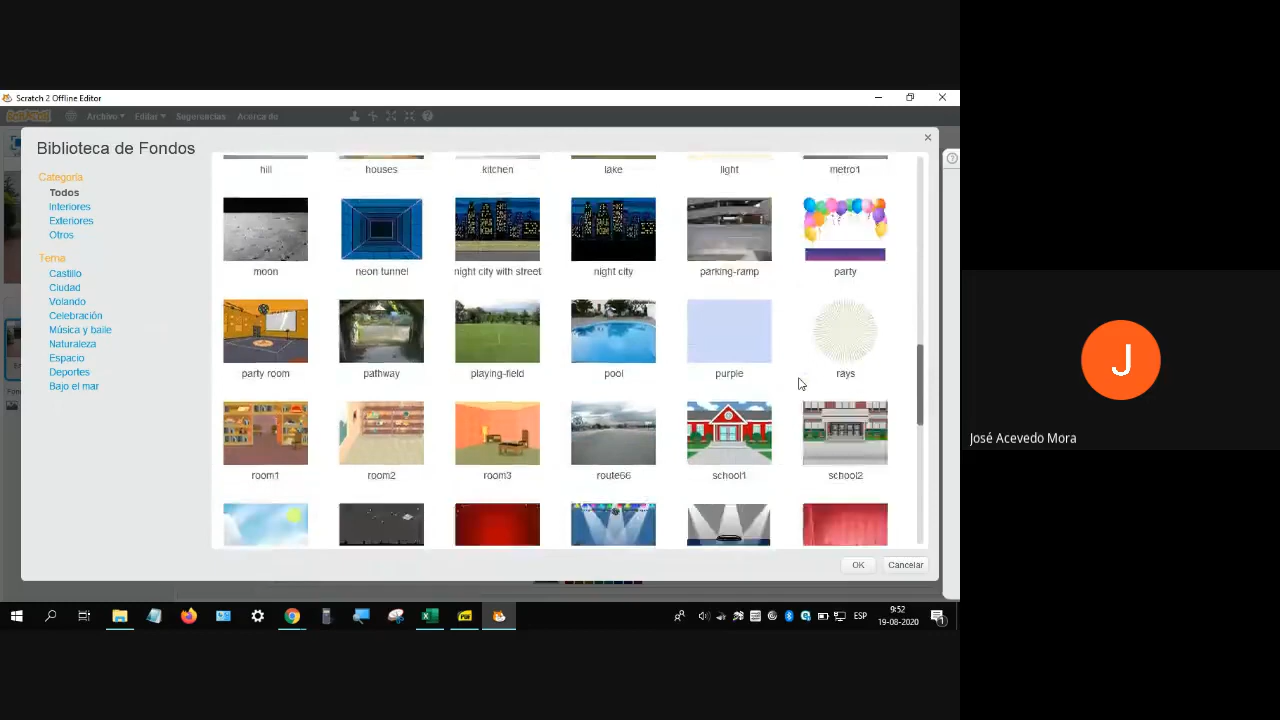 Scratch 2 Offline Editor
SCRATCH Archivo Editar Sugerencias Acerca de
Biblioteca de Fondos
Categoría
Todos
Interiores
Exteriores
Otros
Tema
Castillo
Ciudad
Volando
Celebración
Música y baile
Naturaleza
Espacio
Deportes
Bajo el mar
hill houses kitchen lake light metro1
moon neon tunnel night city with street night city parking-ramp party
party room pathway playing-field pool purple rays
room1 room2 room3 route66 school1 school2
OK Cancelar
J
José Acevedo Mora
ESP
9:52
19-08-2020
1